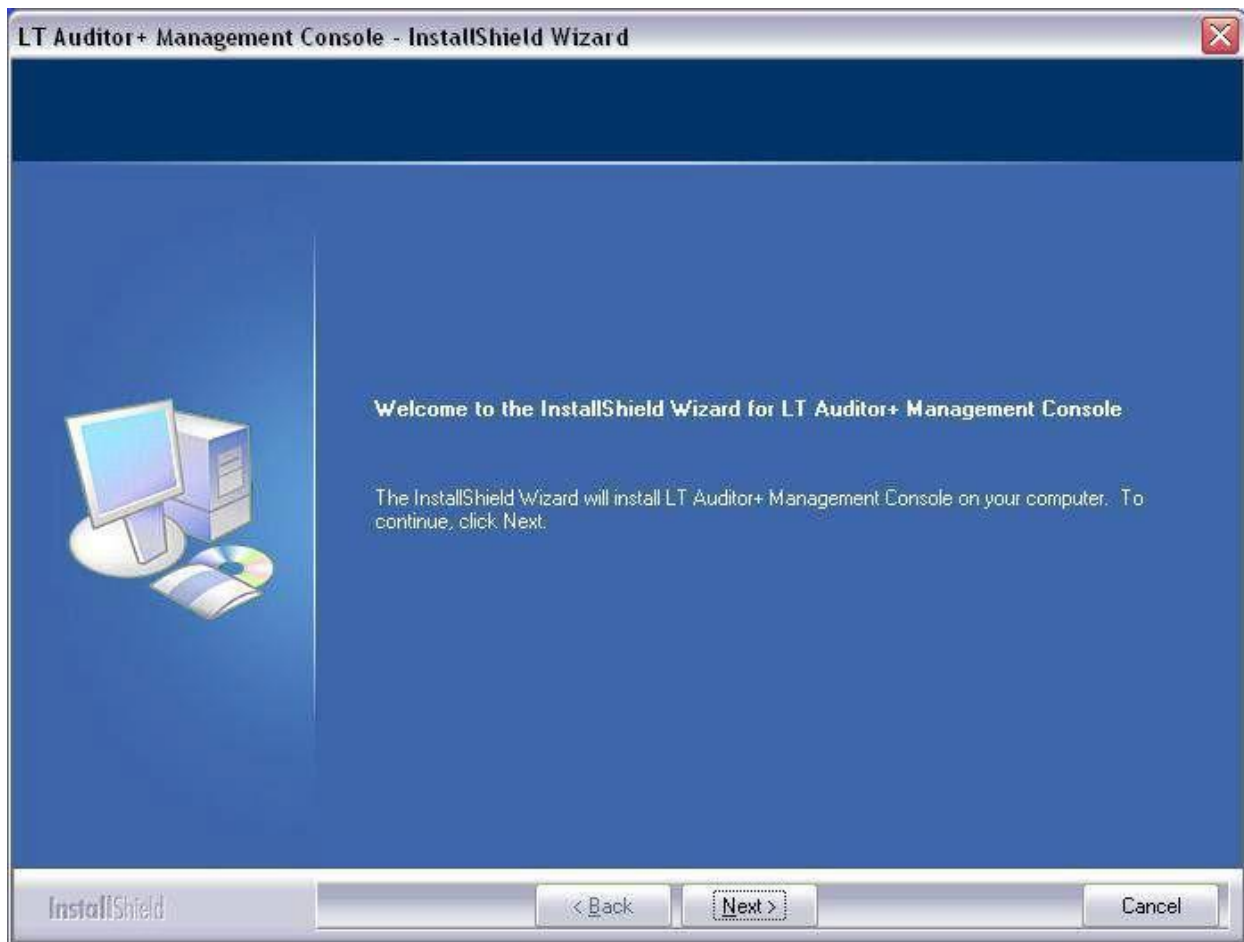 LT Auditor+ Management Console - InstallShield Wizard
Welcome to the InstallShield Wizard for LT Auditor+ Management Console
The InstallShield Wizard will install LT Auditor+ Management Console on your computer. To
continue, click Next.
InstallShield
< Back
Next >
Cancel